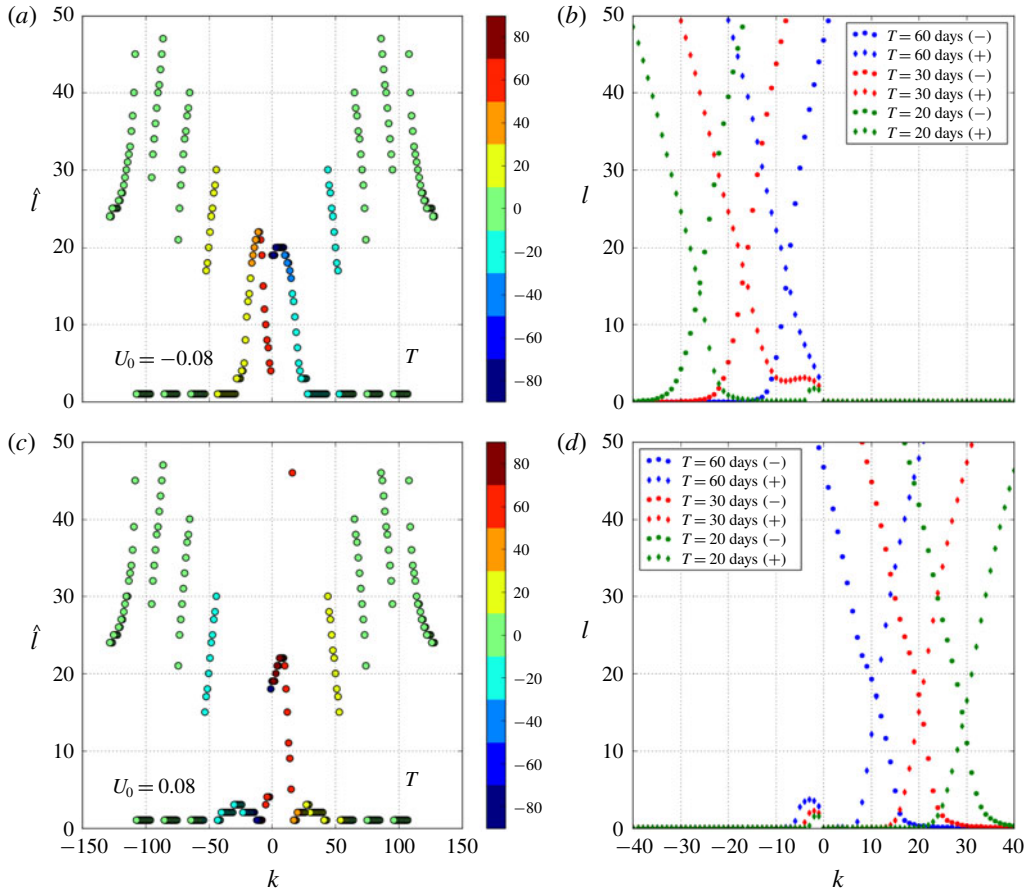 (a)
50
40
30
20
10
0
l̂
U₀ = −0.08
T
k
80
60
40
20
0
−20
−40
−60
−80
(b)
50
40
30
20
10
0
l
T = 60 days (−)
T = 60 days (+)
T = 30 days (−)
T = 30 days (+)
T = 20 days (−)
T = 20 days (+)
(c)
50
40
30
20
10
0
l̂
U₀ = 0.08
T
−150 −100 −50 0 50 100 150
k
80
60
40
20
0
−20
−40
−60
−80
(d)
50
40
30
20
10
0
l
T = 60 days (−)
T = 60 days (+)
T = 30 days (−)
T = 30 days (+)
T = 20 days (−)
T = 20 days (+)
−40 −30 −20 −10 0 10 20 30 40
k